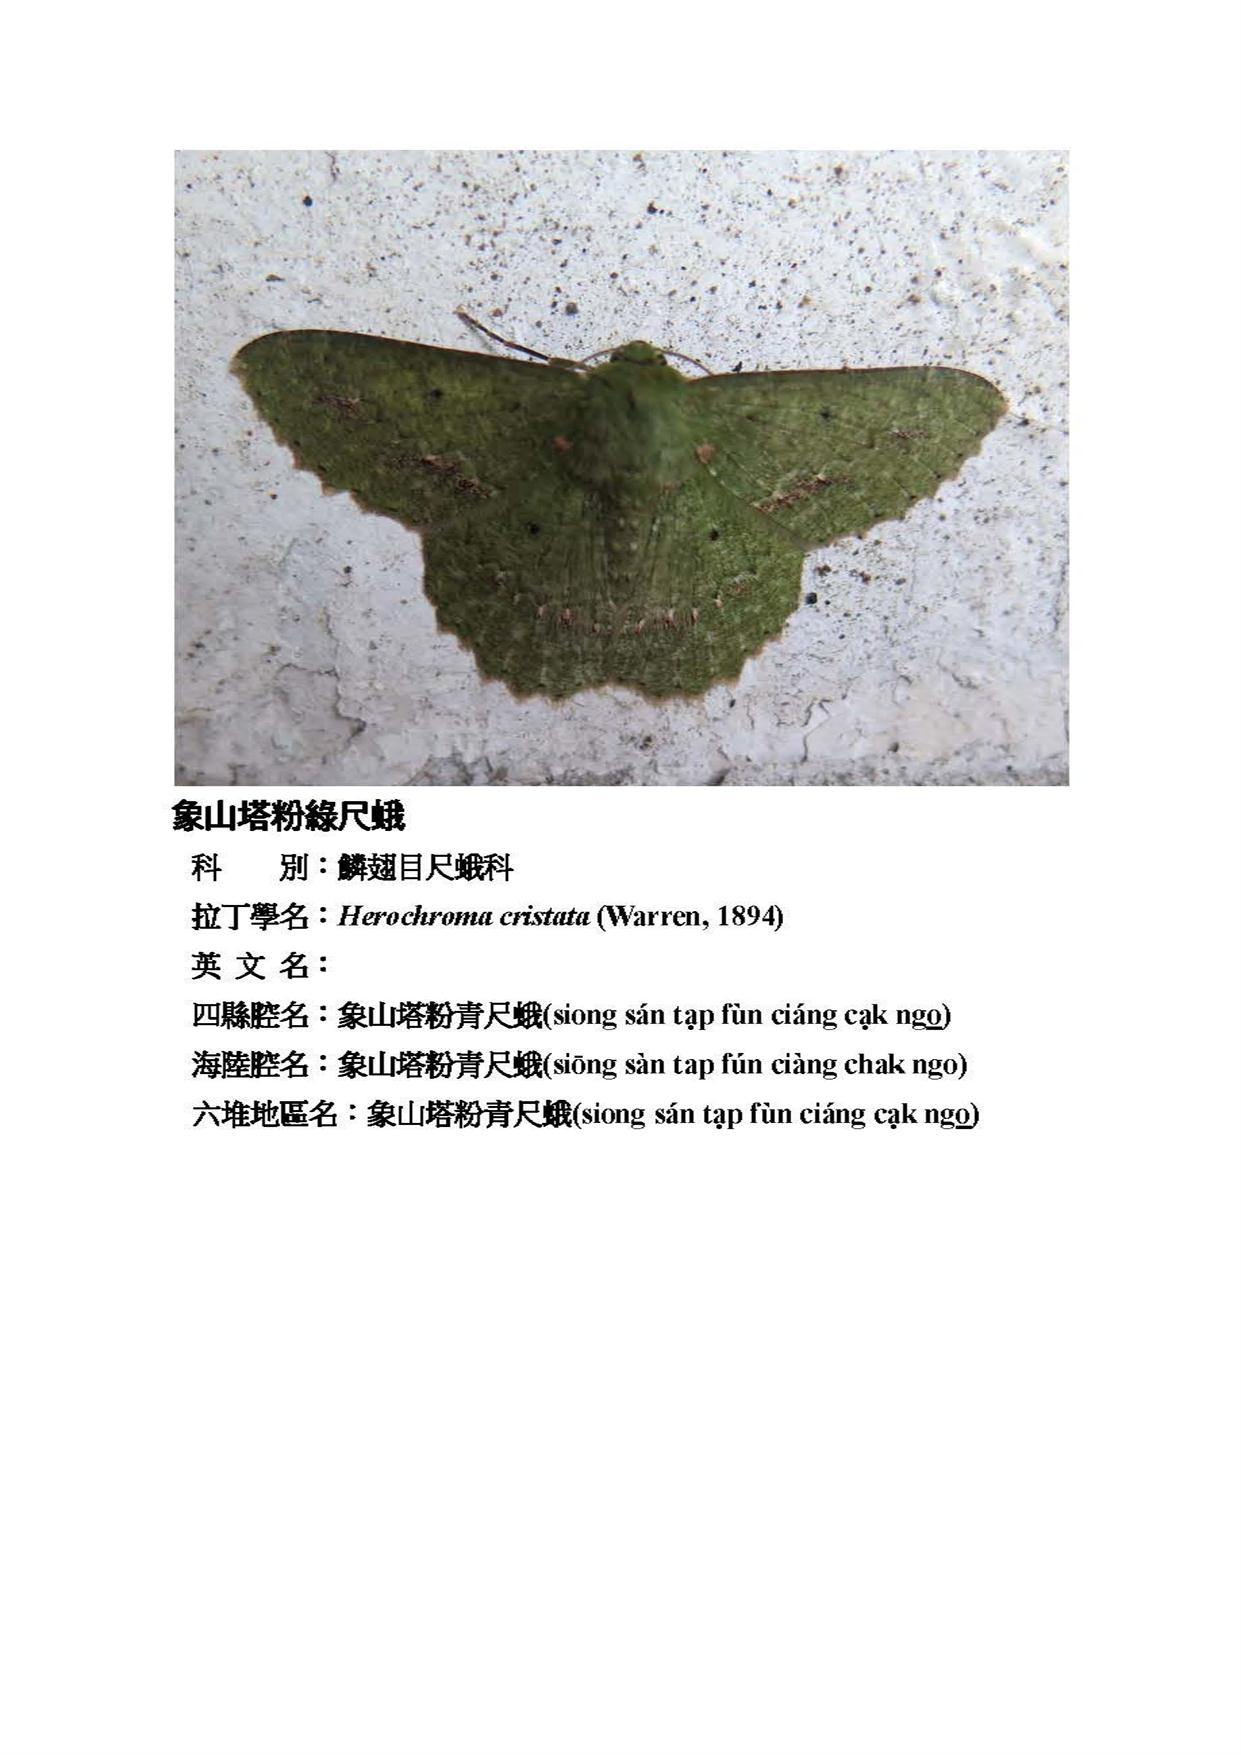 象山塔粉綠尺蛾
科　　別：鱗翅目尺蛾科
拉丁學名：Herochroma cristata (Warren, 1894)
英 文 名：
四縣腔名：象山塔粉青尺蛾(siong sán tap̣ fùn ciáng cạk ngo̲)
海陸腔名：象山塔粉青尺蛾(siōng sàn tap fún ciàng chak ngo)
六堆地區名：象山塔粉青尺蛾(siong sán tạp fùn ciáng cạk ngo̲)